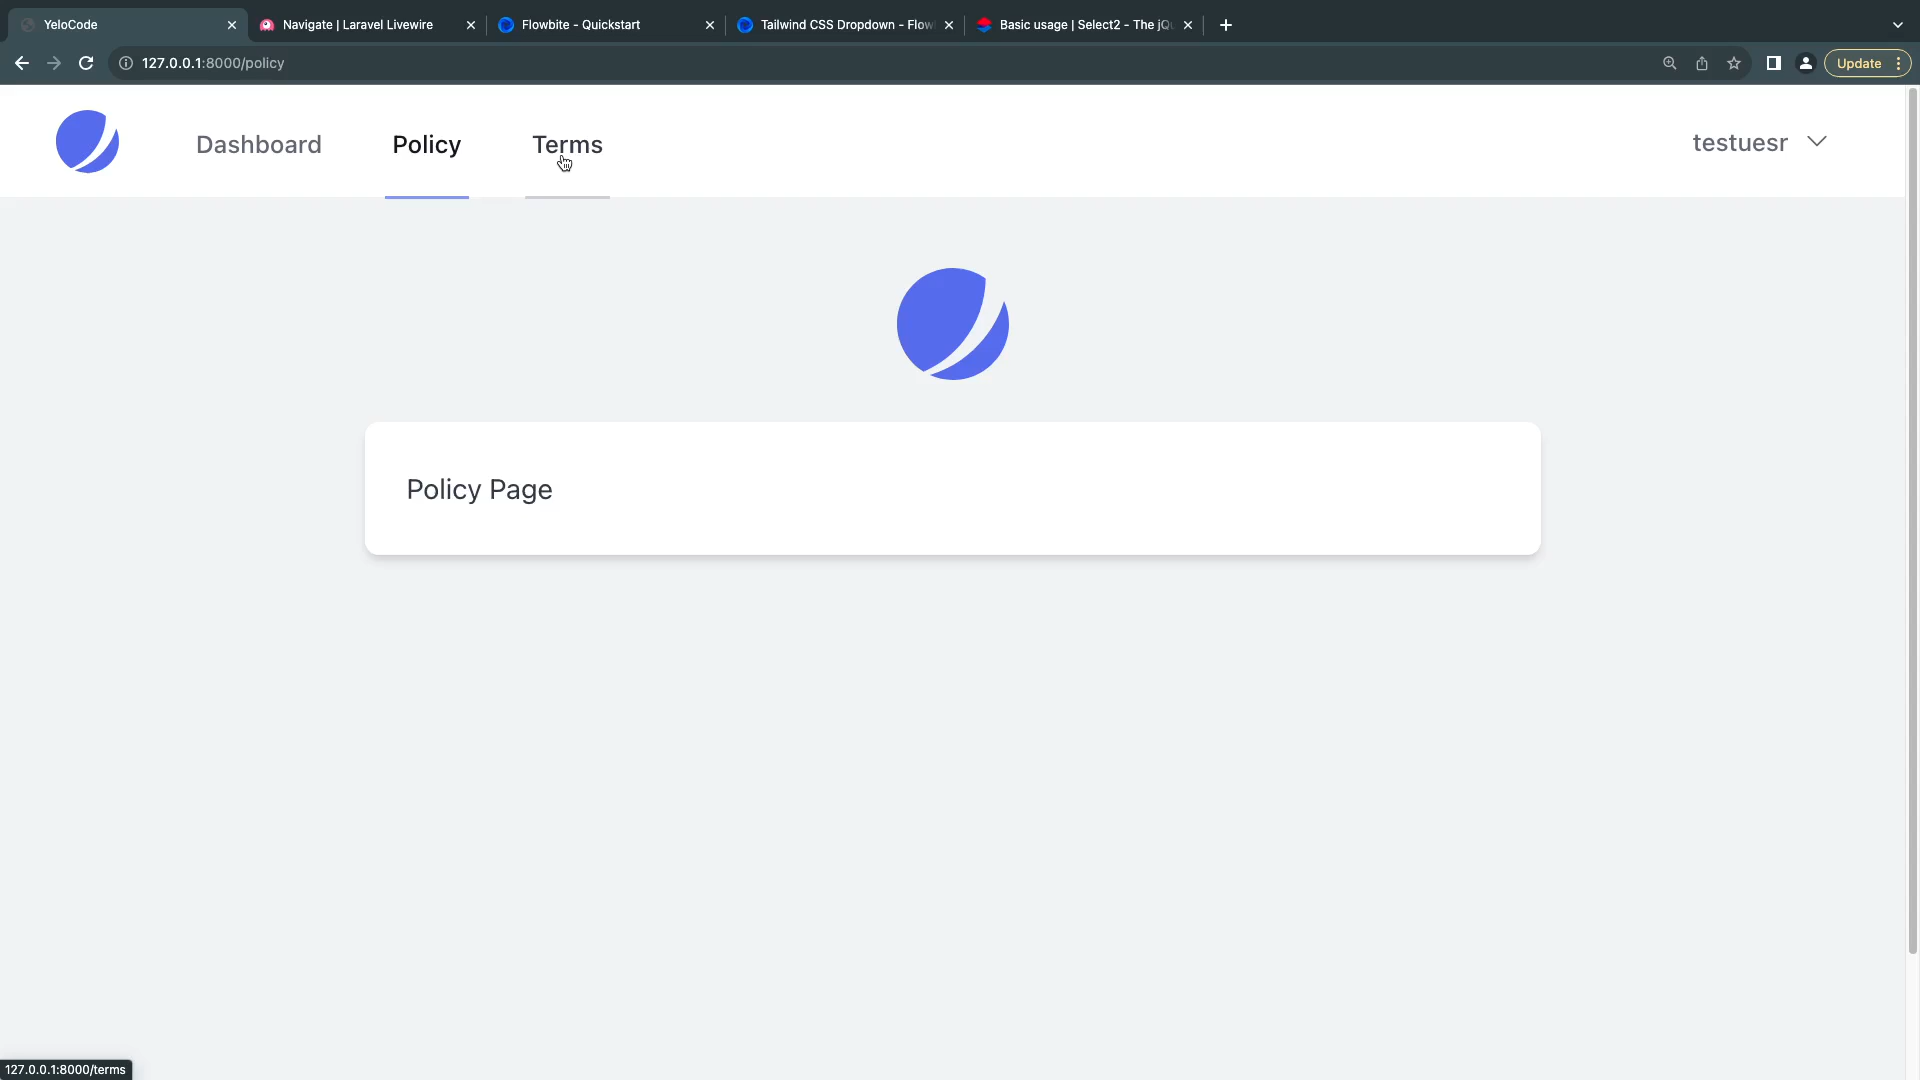 YeloCode
Navigate | Laravel Livewire
Flowbite - Quickstart
Tailwind CSS Dropdown - Flow
Basic usage | Select2 - The jQu
127.0.0.1:8000/policy
Update
Dashboard
Policy
Terms
testuesr
Policy Page
127.0.0.1:8000/terms